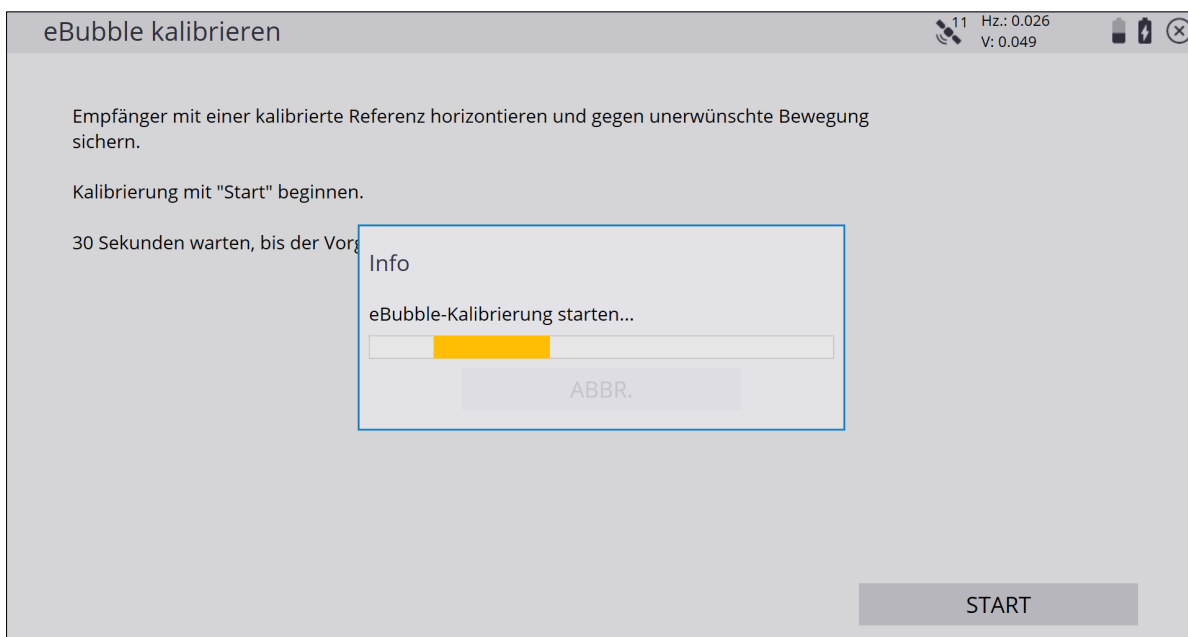 eBubble kalibrieren
11
Hz.: 0.026
V: 0.049
Empfänger mit einer kalibrierte Referenz horizontieren und gegen unerwünschte Bewegung
sichern.
Kalibrierung mit "Start" beginnen.
30 Sekunden warten, bis der
Info
eBubble-Kalibrierung starten...
ABBR.
START